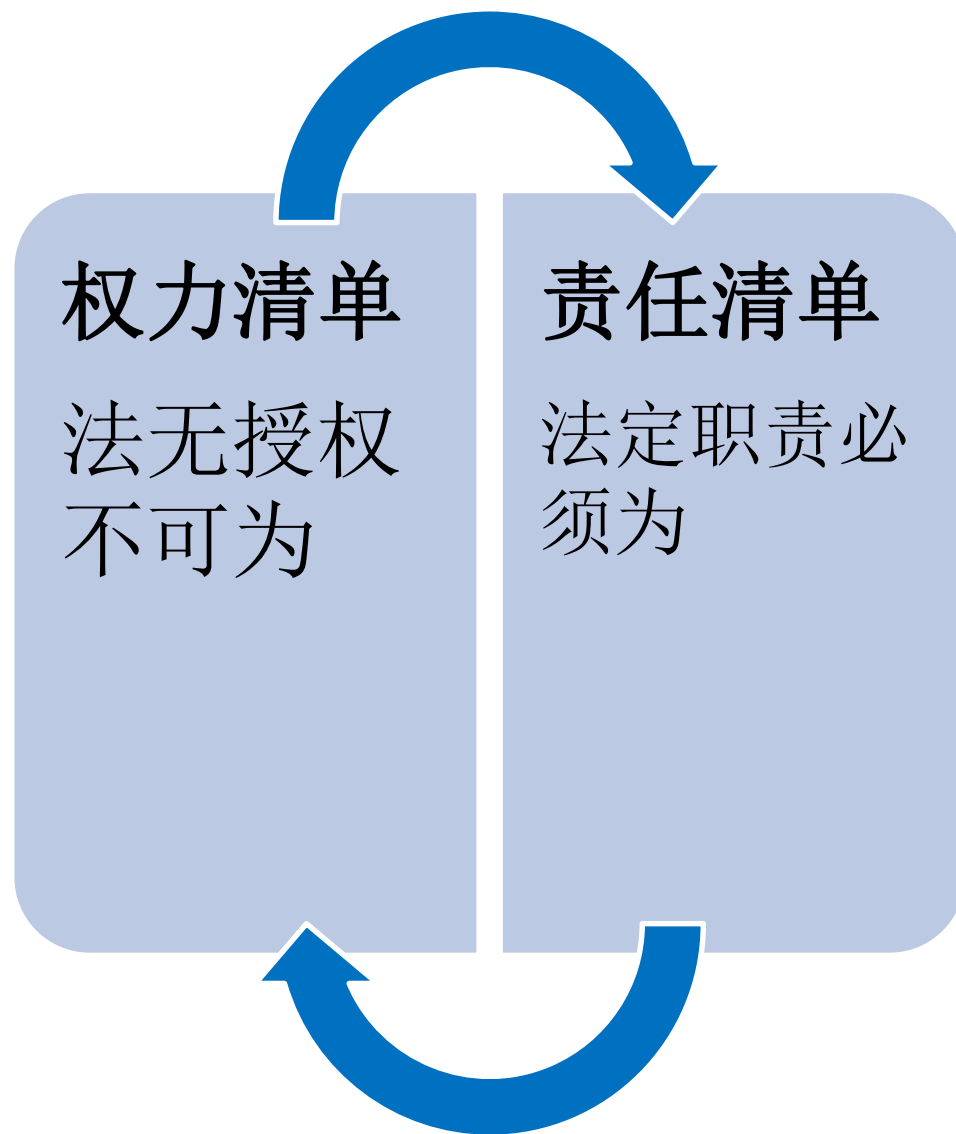 权力清单
法无授权
不可为
责任清单
法定职责必
须为